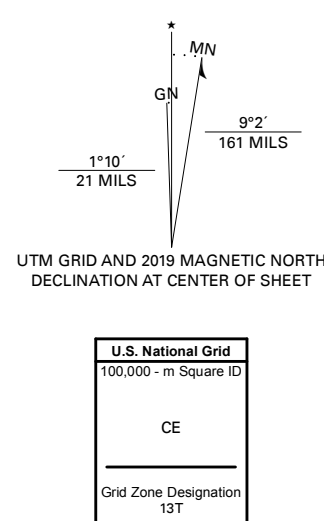 ★
MN
GN
9°2´
161 MILS
1°10´
21 MILS
UTM GRID AND 2019 MAGNETIC NORTH
DECLINATION AT CENTER OF SHEET
U.S. National Grid
100,000 - m Square ID
CE
Grid Zone Designation
13T